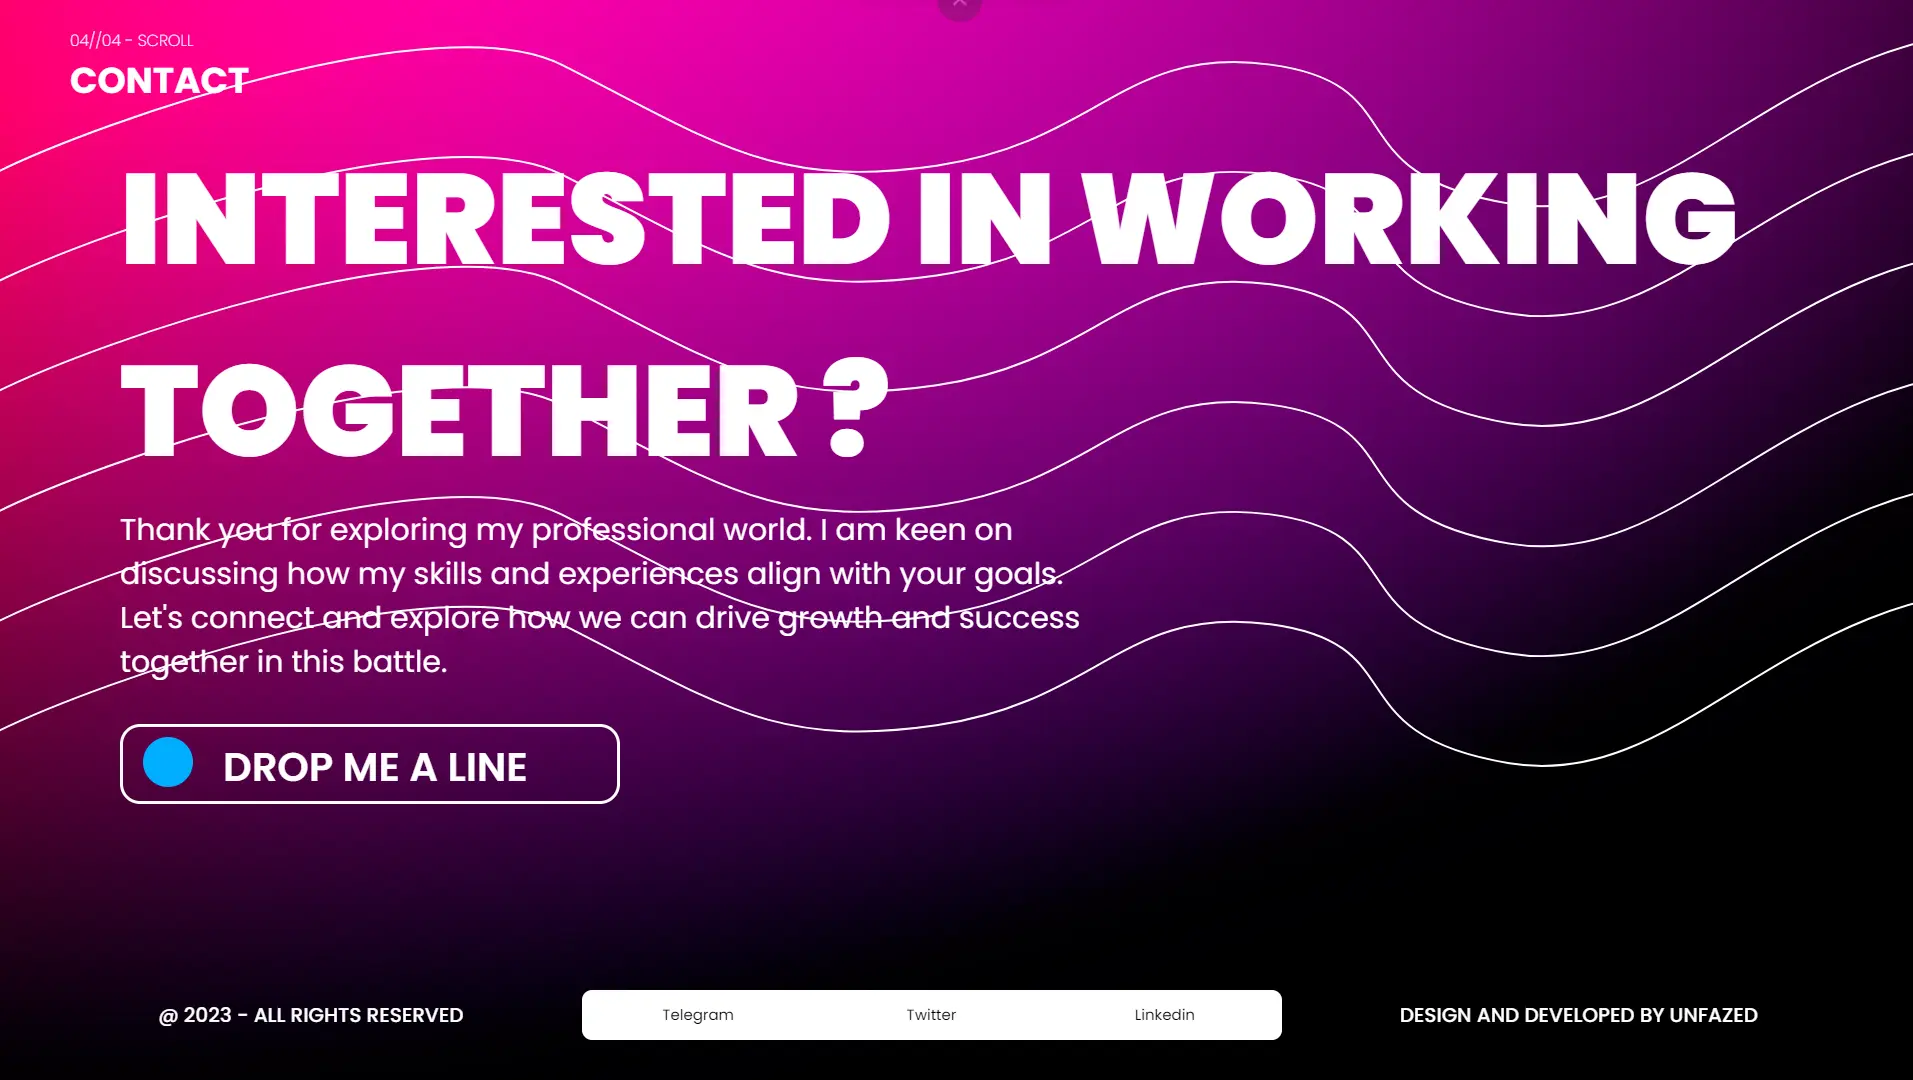 04//04 - SCROLL
CONTACT
INTERESTED IN WORKING
TOGETHER ?
Thank you for exploring my professional world. I am keen on
discussing how my skills and experiences align with your goals.
Let's connect and explore how we can drive growth and success
together in this battle.
DROP ME A LINE
@ 2023 - ALL RIGHTS RESERVED
Telegram
Twitter
Linkedin
DESIGN AND DEVELOPED BY UNFAZED